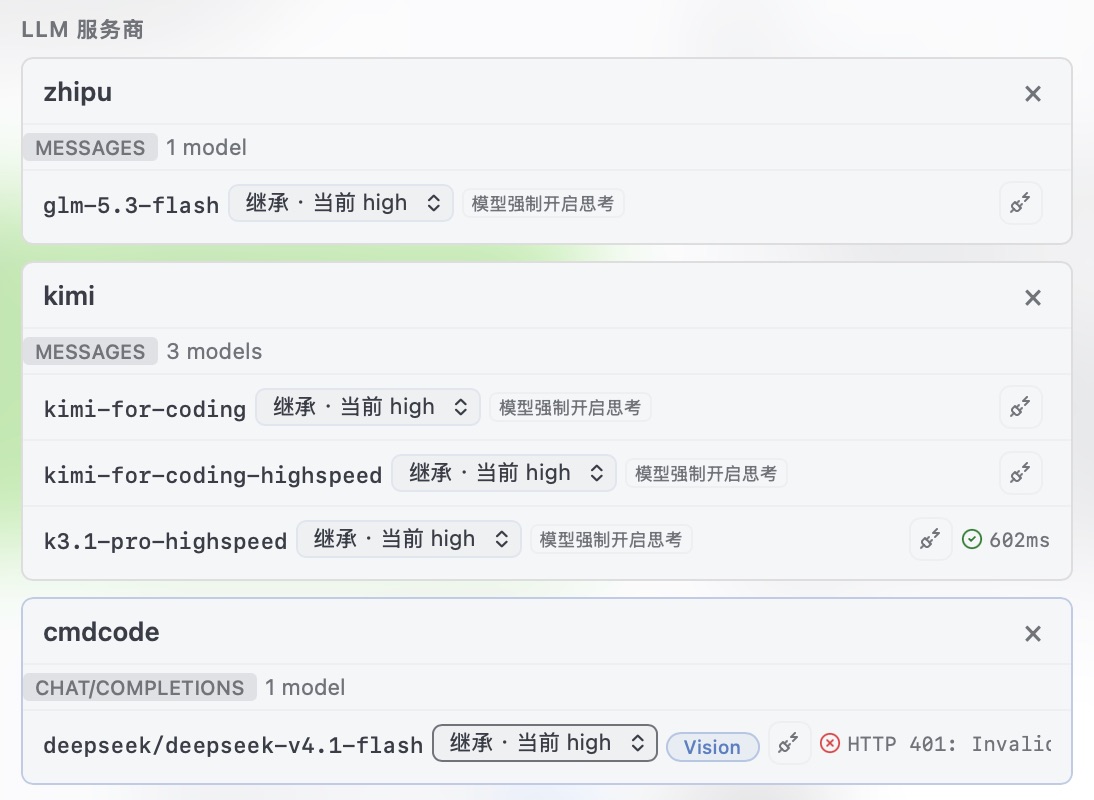 LLM 服务商
zhipu
MESSAGES 1 model
glm-5.3-flash 继承 · 当前 high 模型强制开启思考
kimi
MESSAGES 3 models
kimi-for-coding 继承 · 当前 high 模型强制开启思考
kimi-for-coding-highspeed 继承 · 当前 high 模型强制开启思考
k3.1-pro-highspeed 继承 · 当前 high 模型强制开启思考 602ms
cmdcode
CHAT/COMPLETIONS 1 model
deepseek/deepseek-v4.1-flash 继承 · 当前 high Vision HTTP 401: